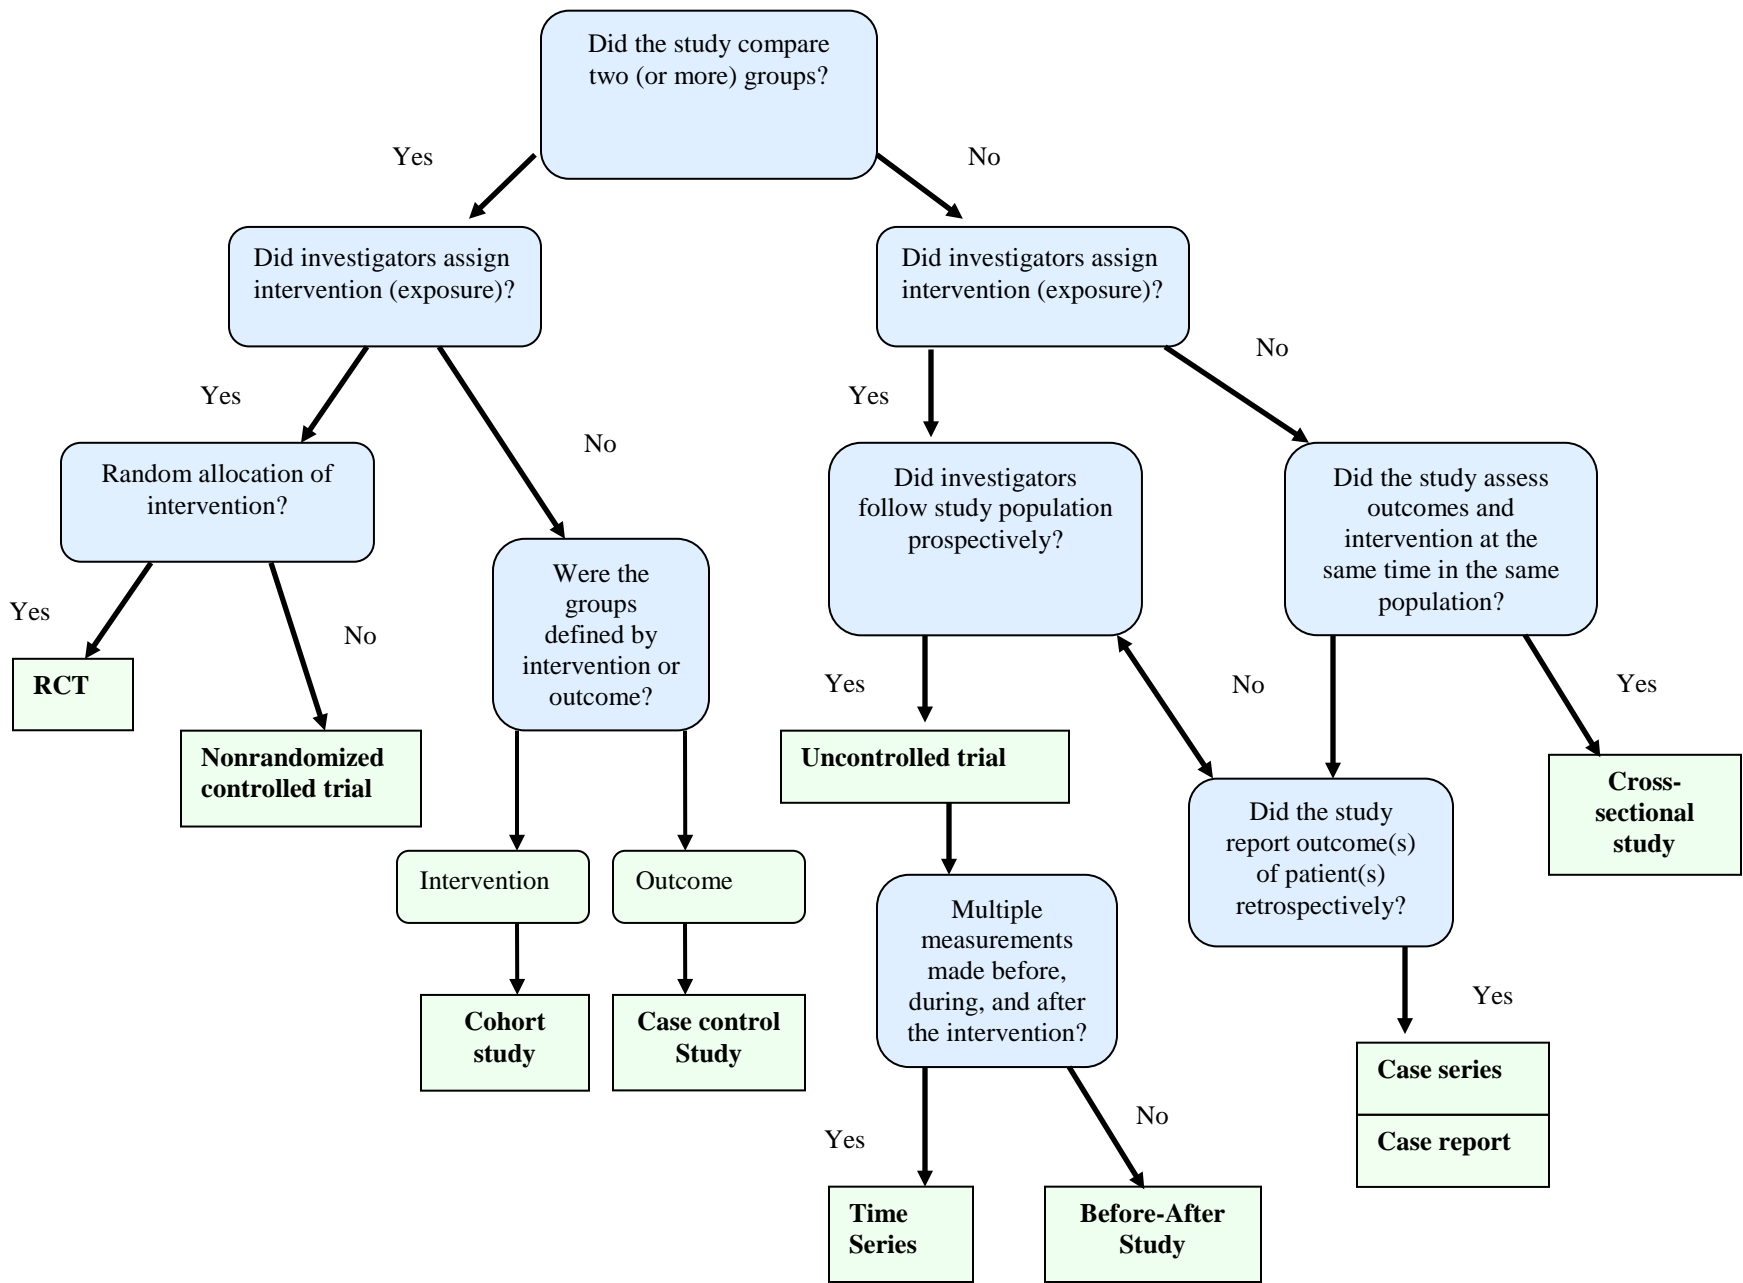 Did the study compare
two (or more) groups?
Yes
No
Did investigators assign
intervention (exposure)?
Did investigators assign
intervention (exposure)?
No
Yes
Yes
No
Random allocation of
intervention?
Did investigators
follow study population
prospectively?
Did the study assess
outcomes and
intervention at the
same time in the same
population?
Were the
groups
defined by
intervention or
outcome?
Yes
No
Yes
No
Yes
RCT
Nonrandomized
controlled trial
Uncontrolled trial
Cross-
sectional
study
Did the study
report outcome(s)
of patient(s)
retrospectively?
Intervention
Outcome
Multiple
measurements
made before,
during, and after
the intervention?
Yes
Cohort
study
Case control
Study
Case series
Case report
Yes
No
Time
Series
Before-After
Study